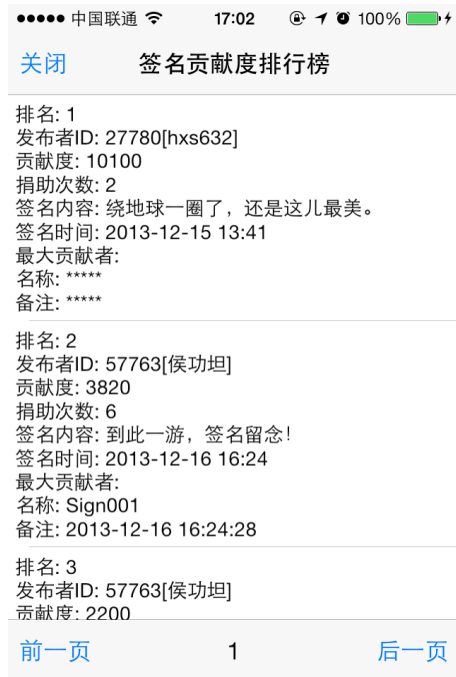 中国联通 17:02 100%
关闭 签名贡献度排行榜
排名: 1
发布者ID: 27780[hxs632]
贡献度: 10100
捐助次数: 2
签名内容: 绕地球一圈了，还是这儿最美。
签名时间: 2013-12-15 13:41
最大贡献者:
名称: *****
备注: *****
排名: 2
发布者ID: 57763[侯功坦]
贡献度: 3820
捐助次数: 6
签名内容: 到此一游，签名留念！
签名时间: 2013-12-16 16:24
最大贡献者:
名称: Sign001
备注: 2013-12-16 16:24:28
排名: 3
发布者ID: 57763[侯功坦]
贡献度: 2200
前一页 1 后一页